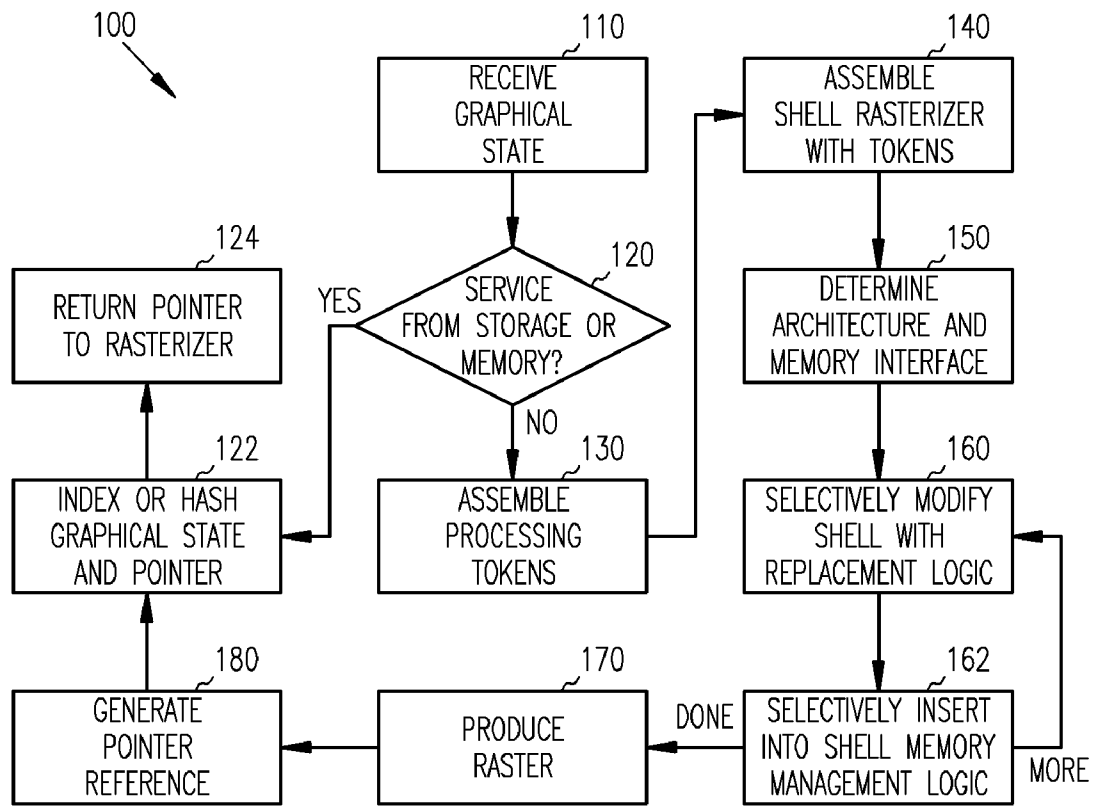 100
110
RECEIVE
GRAPHICAL
STATE
140
ASSEMBLE
SHELL RASTERIZER
WITH TOKENS
124
RETURN POINTER
TO RASTERIZER
YES
120
SERVICE
FROM STORAGE OR
MEMORY?
NO
150
DETERMINE
ARCHITECTURE AND
MEMORY INTERFACE
122
INDEX OR HASH
GRAPHICAL STATE
AND POINTER
130
ASSEMBLE
PROCESSING
TOKENS
160
SELECTIVELY MODIFY
SHELL WITH
REPLACEMENT LOGIC
180
GENERATE
POINTER
REFERENCE
170
PRODUCE
RASTER
DONE
162
SELECTIVELY INSERT
INTO SHELL MEMORY
MANAGEMENT LOGIC
MORE